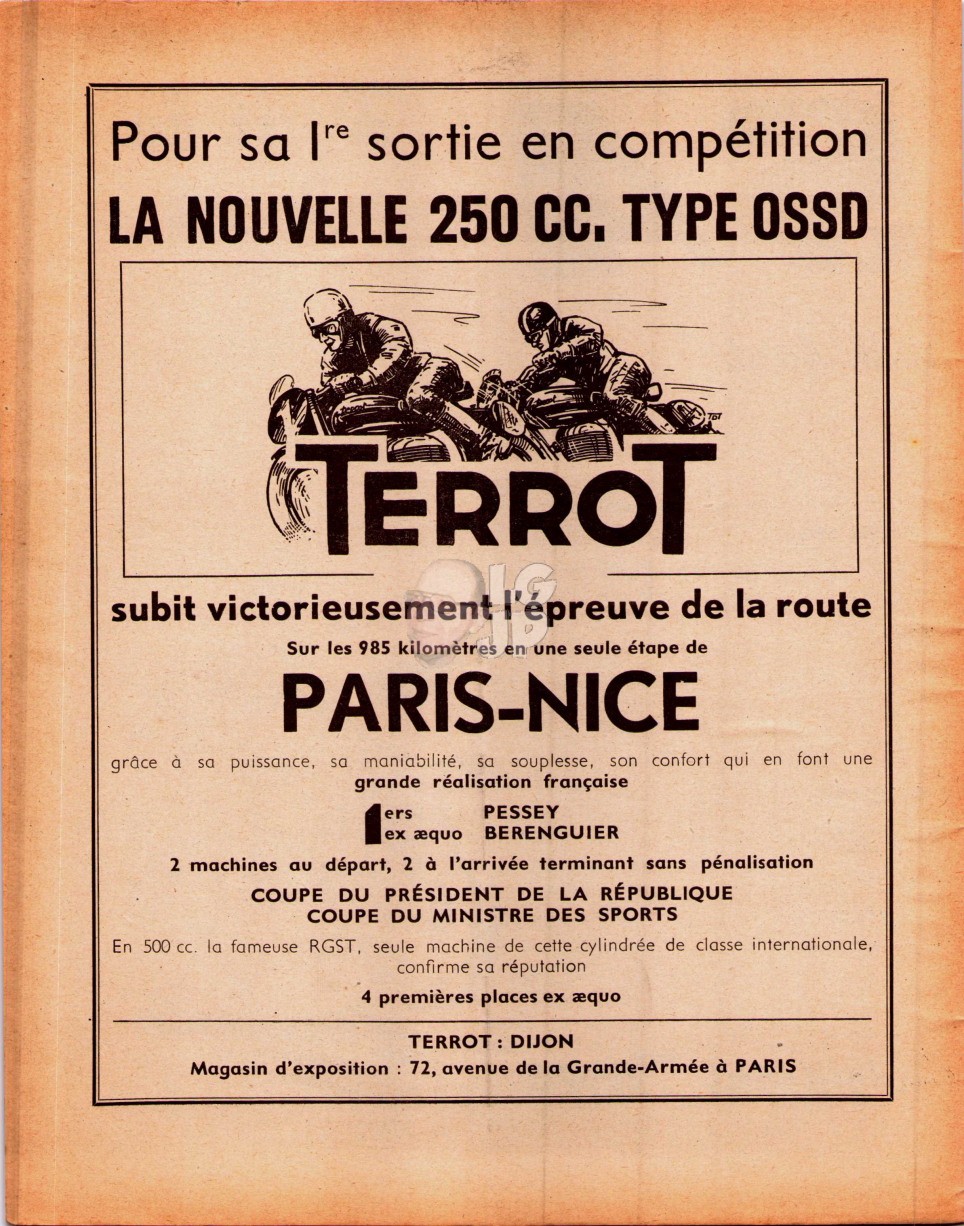 Pour sa 1re sortie en compétition
LA NOUVELLE 250 CC. TYPE OSSD
TERROT
subit victorieusement l'épreuve de la route
Sur les 985 kilomètres en une seule étape de
PARIS-NICE
grâce à sa puissance, sa maniabilité, sa souplesse, son confort qui en font une
grande réalisation française
1ers PESSEY
ex æquo BERENGUIER
2 machines au départ, 2 à l'arrivée terminant sans pénalisation
COUPE DU PRÉSIDENT DE LA RÉPUBLIQUE
COUPE DU MINISTRE DES SPORTS
En 500 cc. la fameuse RGST, seule machine de cette cylindrée de classe internationale,
confirme sa réputation
4 premières places ex æquo
TERROT : DIJON
Magasin d'exposition : 72, avenue de la Grande-Armée à PARIS